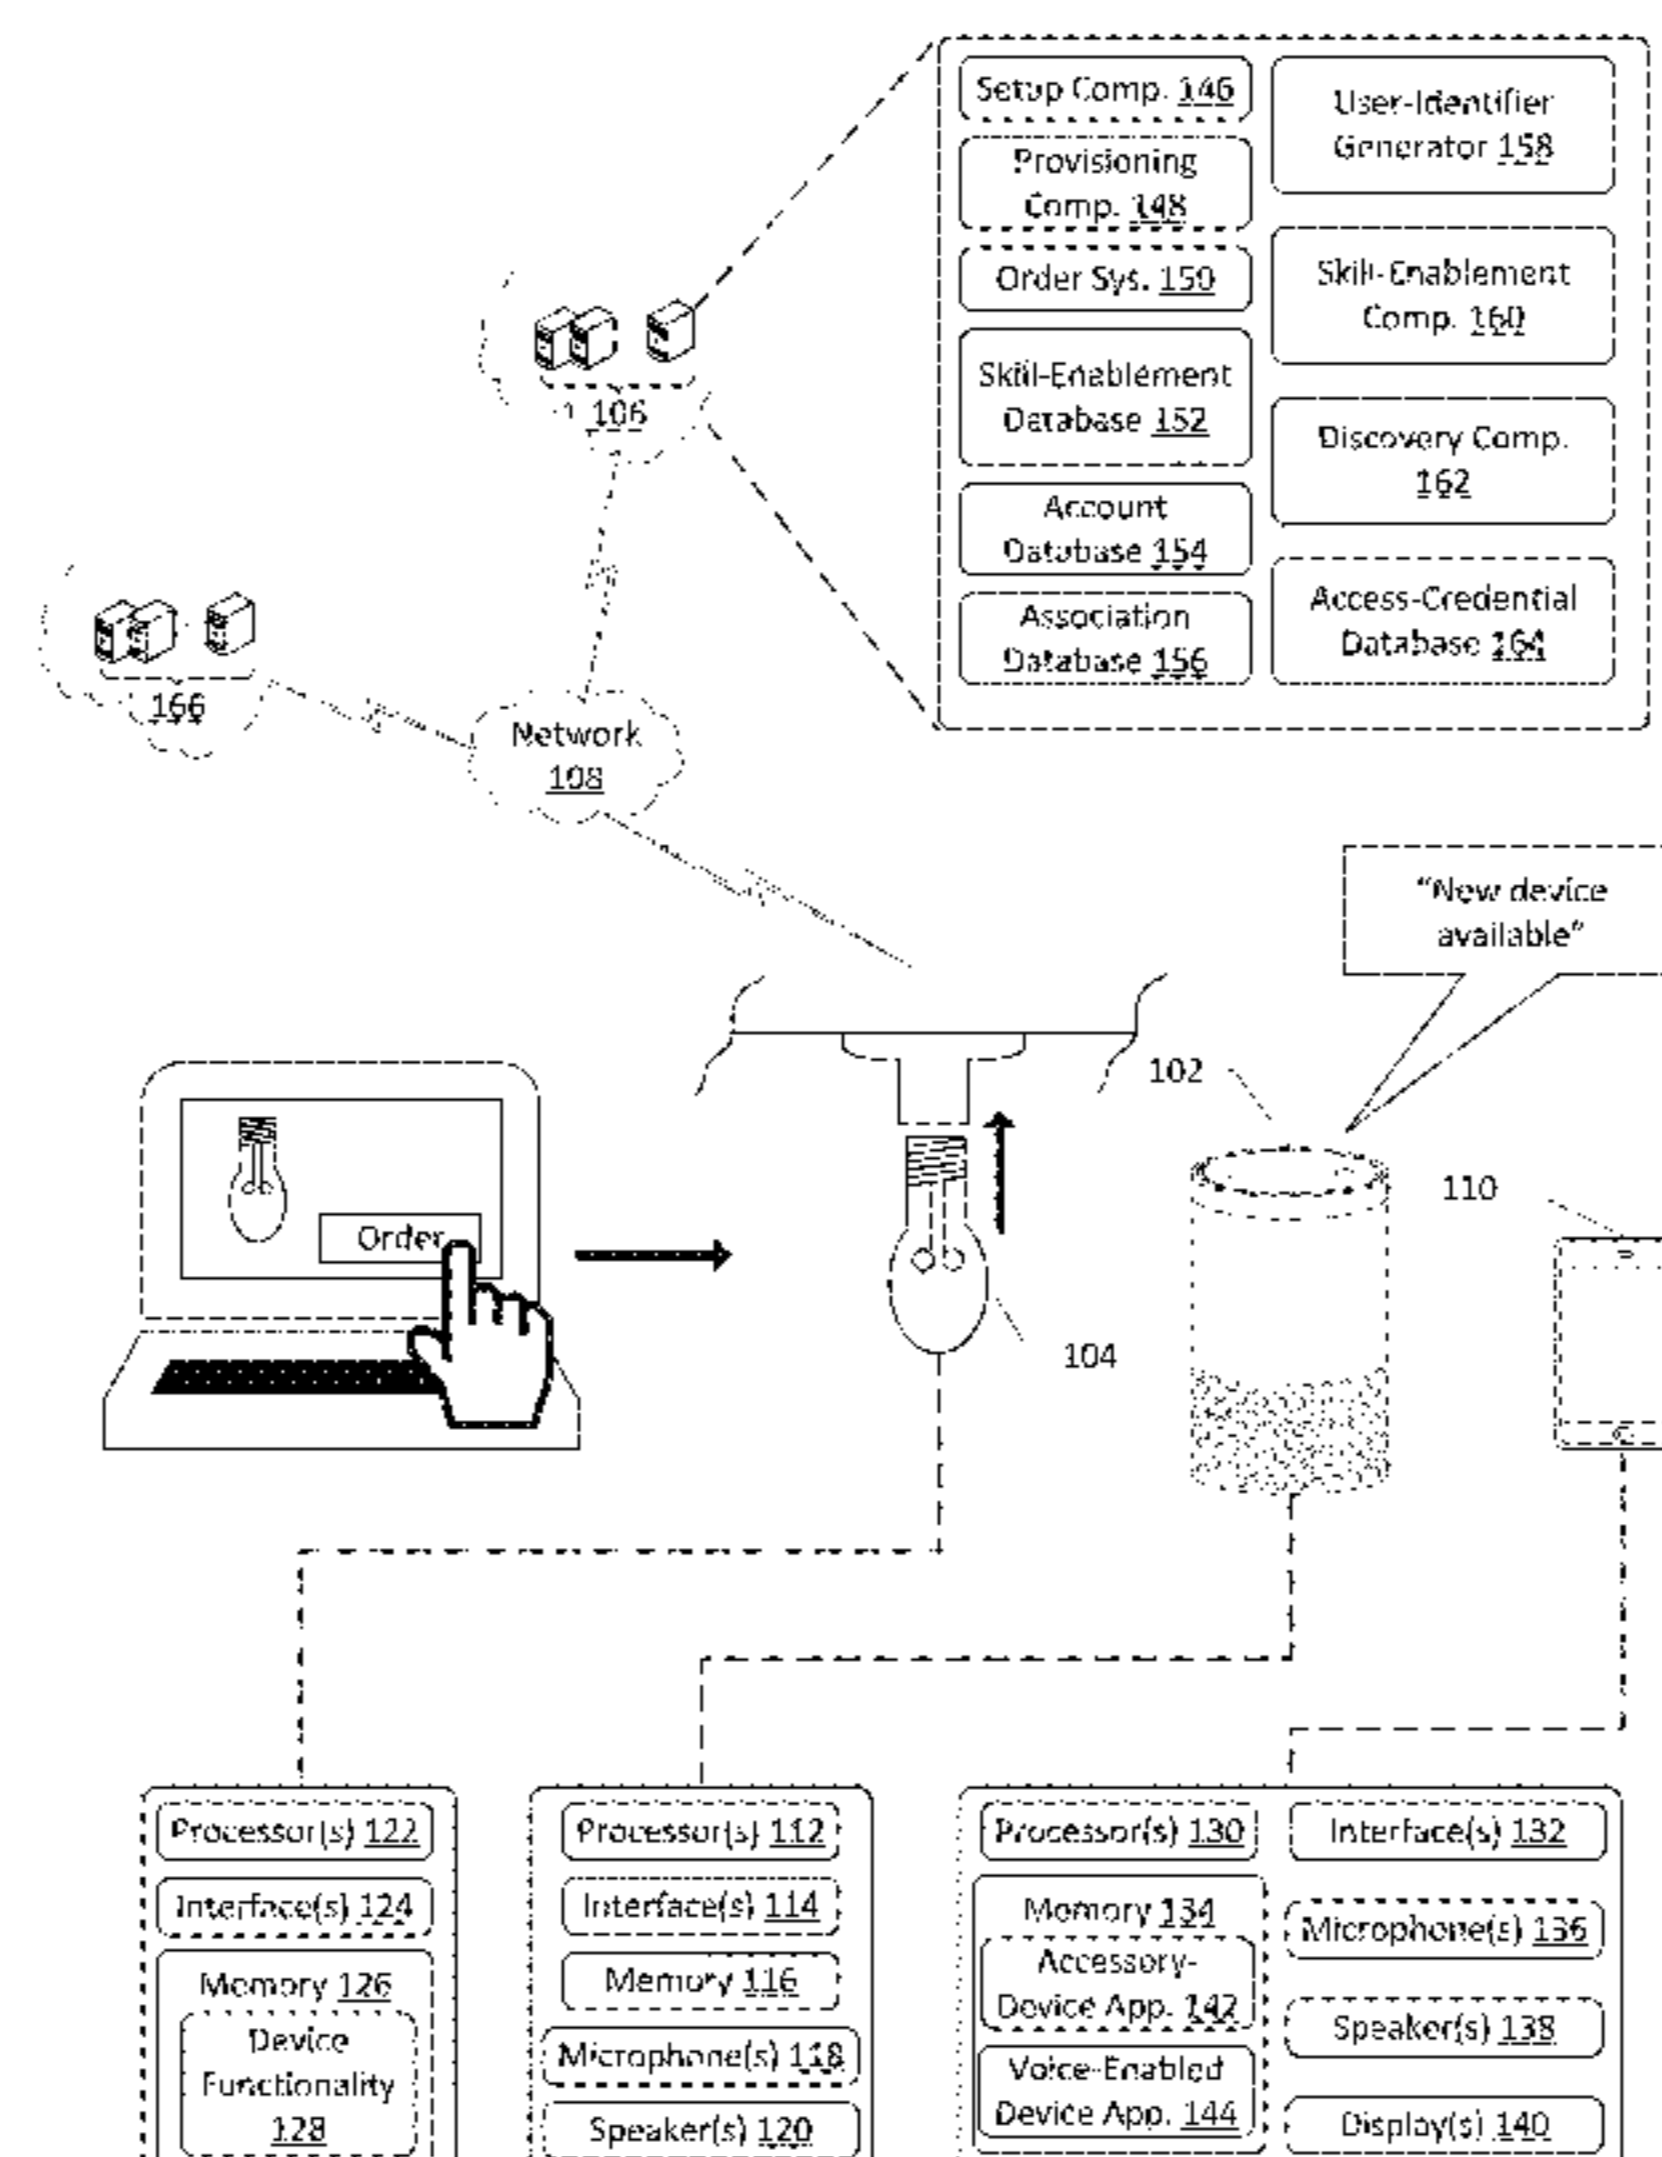 Setup Comp. 146
Provisioning
Comp. 148
Order Sys. 150
Skill-Enablement
Database 152
Account
Database 154
Association
Database 156
User-Identifier
Generator 158
Skill-Enablement
Comp. 160
Discovery Comp.
162
Access-Credential
Database 164
106
166
Network
108
“New device
available”
102
110
Order
104
Processor(s) 122
Interface(s) 124
Memory 126
Device
Functionality
128
Processor(s) 112
Interface(s) 114
Memory 116
Microphone(s) 118
Speaker(s) 120
Processor(s) 130
Memory 134
Accessory-
Device App. 142
Voice-Enabled
Device App. 144
Interface(s) 132
Microphone(s) 136
Speaker(s) 138
Display(s) 140